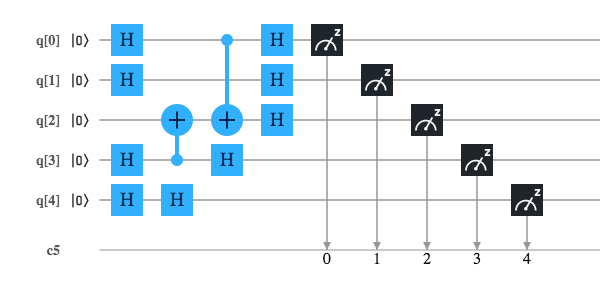 q[0] |0⟩ H H z
q[1] |0⟩ H H z
q[2] |0⟩ + + H z
q[3] |0⟩ H H z
q[4] |0⟩ H H z
c5
0 1 2 3 4